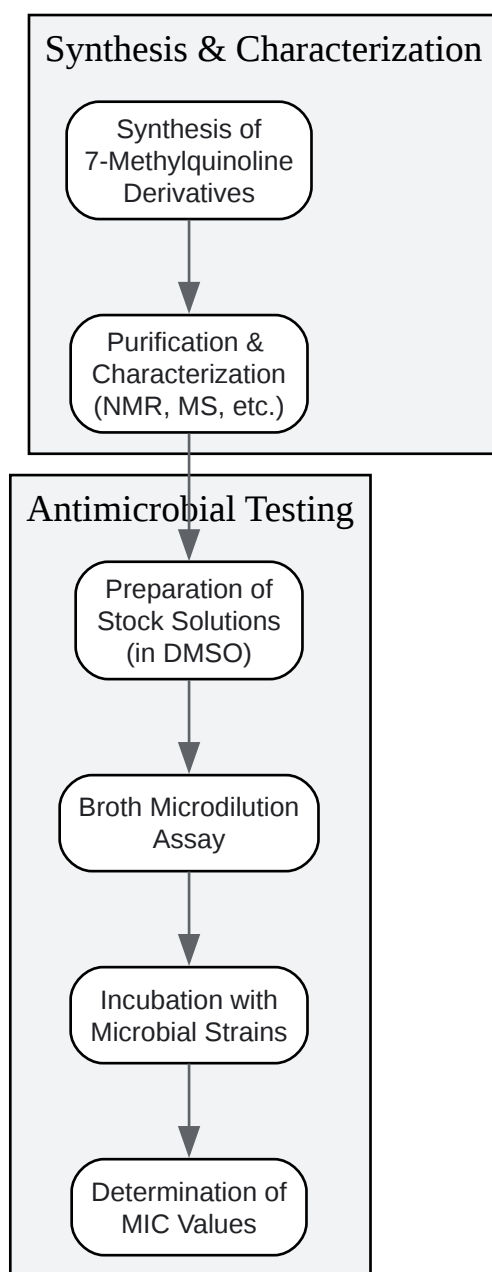 Synthesis & Characterization
Synthesis of
7-Methylquinoline
Derivatives
Purification &
Characterization
(NMR, MS, etc.)
Antimicrobial Testing
Preparation of
Stock Solutions
(in DMSO)
Broth Microdilution
Assay
Incubation with
Microbial Strains
Determination of
MIC Values